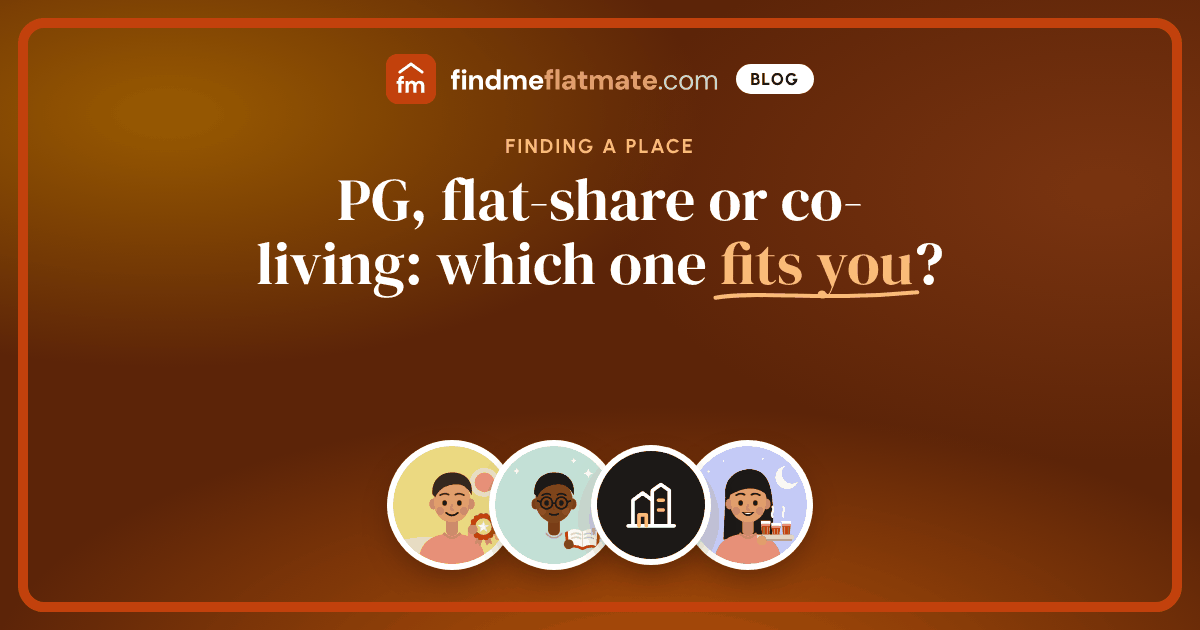 fm findmeflatmate.com BLOG
FINDING A PLACE
PG, flat-share or co-
living: which one fits you?